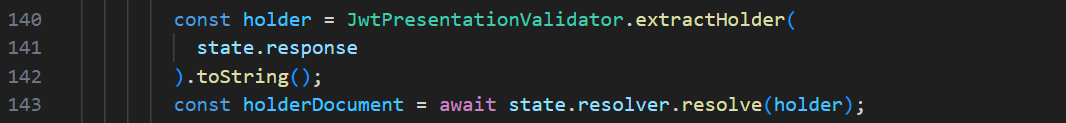 140 const holder = JwtPresentationValidator.extractHolder(
141 state.response
142 ).toString();
143 const holderDocument = await state.resolver.resolve(holder);